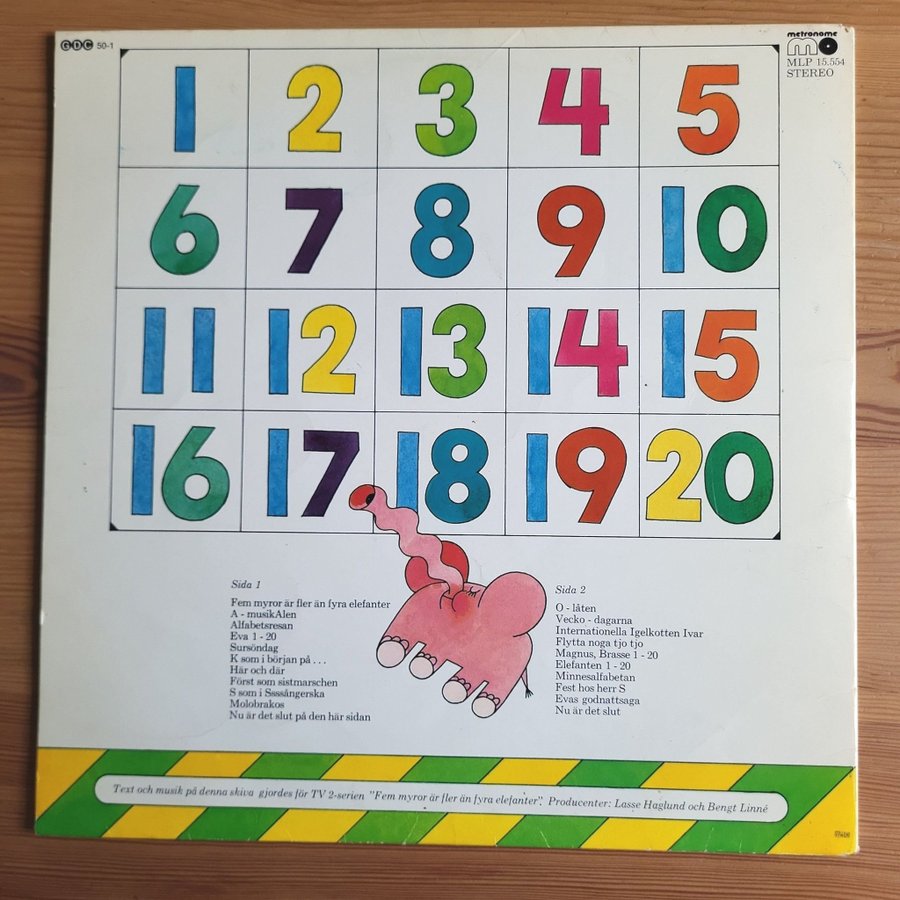 GDC 50-1
metronome
MLP 15.554
STEREO
1 2 3 4 5
6 7 8 9 10
11 12 13 14 15
16 17 18 19 20
Sida 1
Fem myror är fler än fyra elefanter
A - musikAlen
Alfabetsresan
Eva 1 - 20
Sursöndag
K som i början på . . .
Här och där
Först som sistmarschen
S som i Ssssångerska
Molobrakos
Nu är det slut på den här sidan
Sida 2
O - låten
Vecko - dagarna
Internationella Igelkotten Ivar
Flytta noga tjo tjo
Magnus, Brasse 1 - 20
Elefanten 1 - 20
Minnesalfabetan
Fest hos herr S
Evas godnattsaga
Nu är det slut
Text och musik på denna skiva gjordes för TV 2-serien "Fem myror är fler än fyra elefanter". Producenter: Lasse Haglund och Bengt Linné